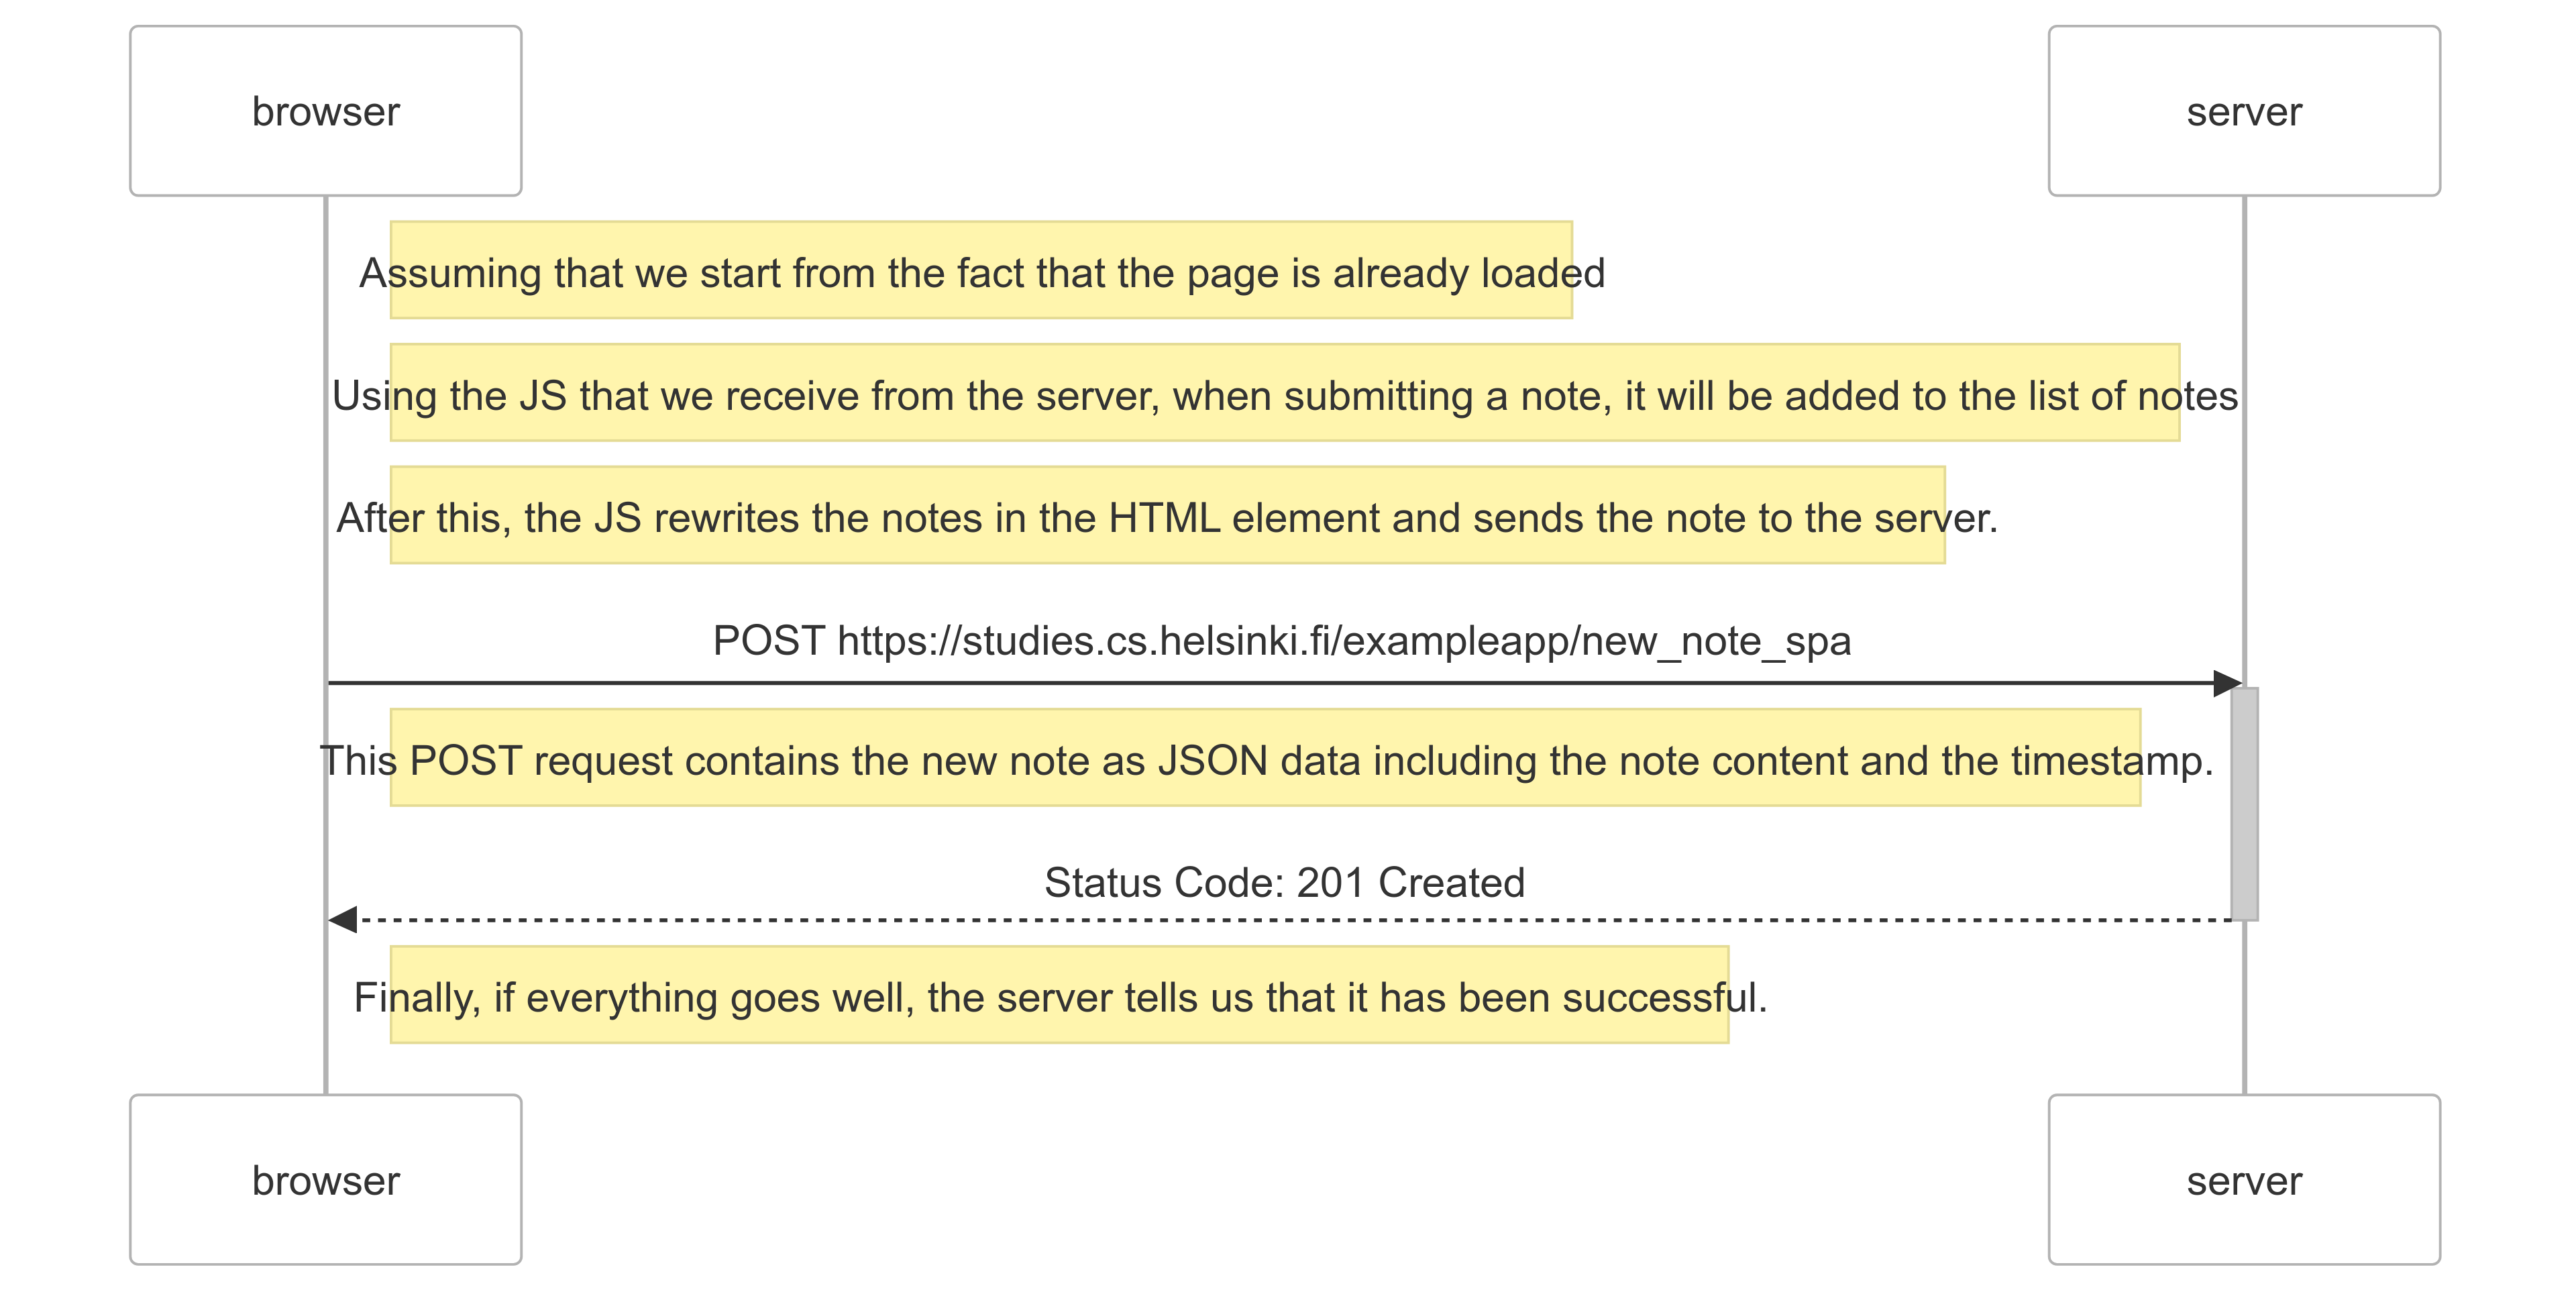 browser
server
Assuming that we start from the fact that the page is already loaded
Using the JS that we receive from the server, when submitting a note, it will be added to the list of notes
After this, the JS rewrites the notes in the HTML element and sends the note to the server.
POST https://studies.cs.helsinki.fi/exampleapp/new_note_spa
This POST request contains the new note as JSON data including the note content and the timestamp.
Status Code: 201 Created
Finally, if everything goes well, the server tells us that it has been successful.
browser
server